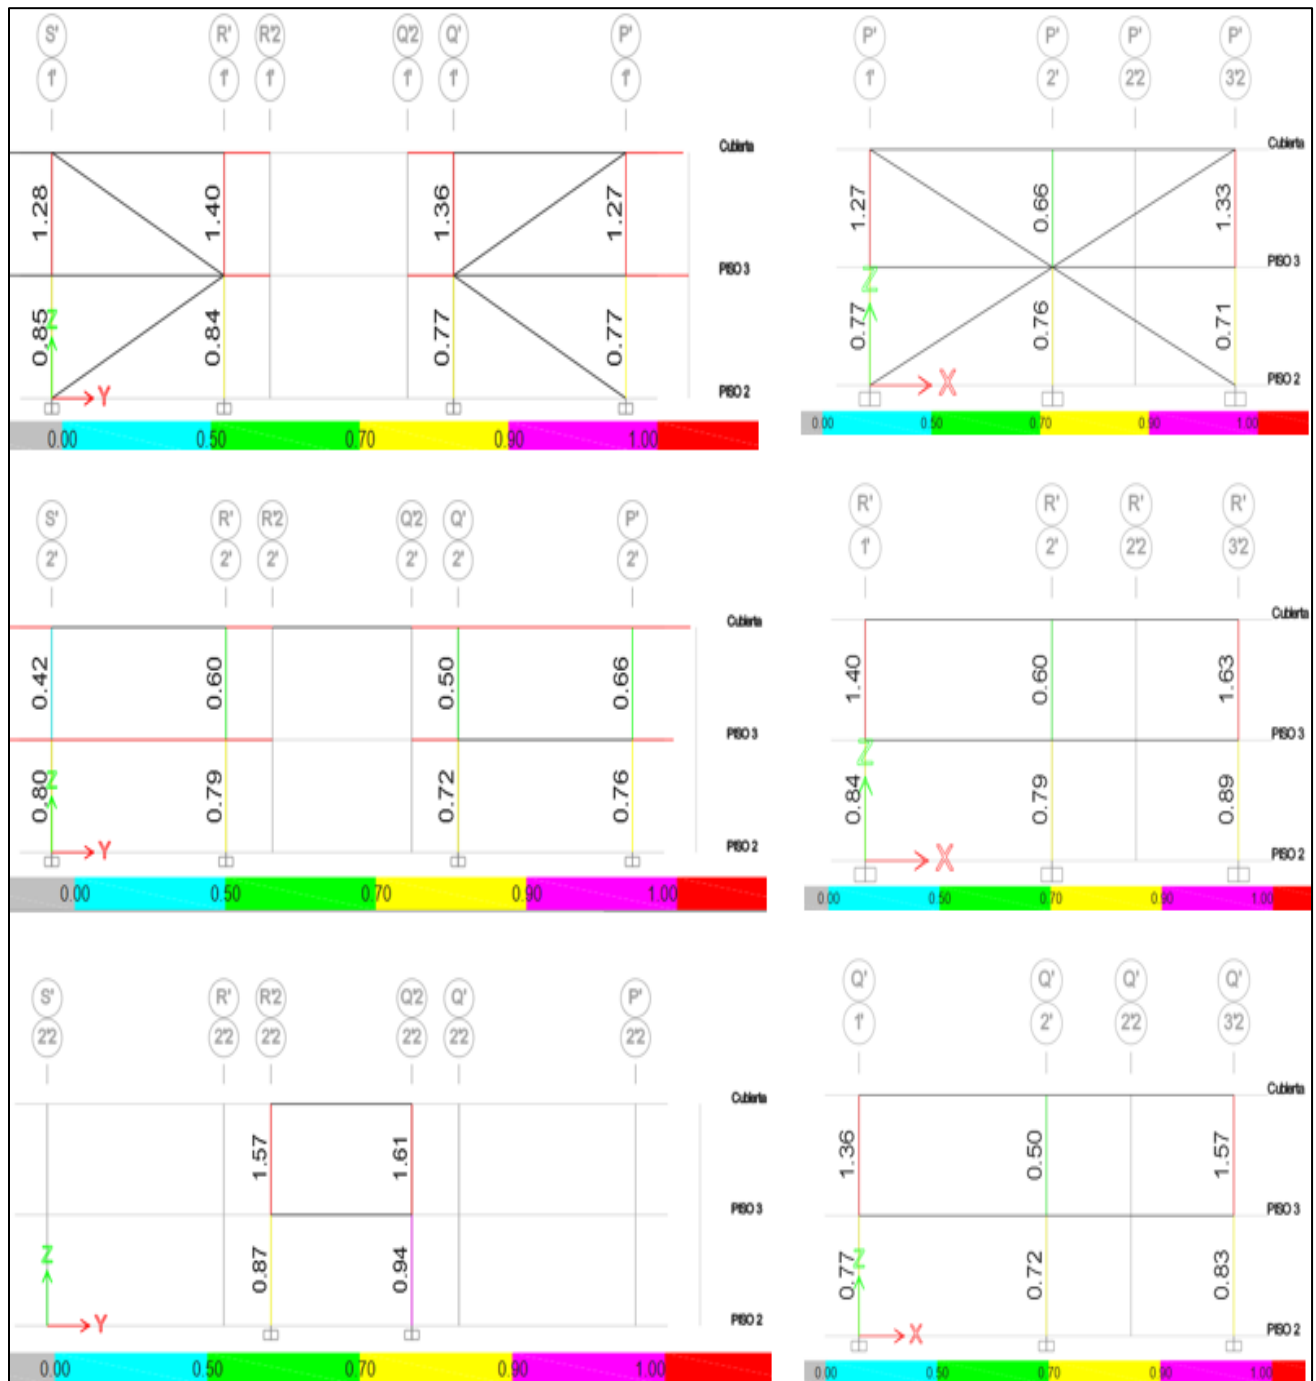 S' R' R'2 Q'2 Q' P'
1' 1' 1' 1' 1' 1'
Cubierta
1.28 1.40 1.36 1.27
PISO 3
0.85 0.84 0.77 0.77
Z
PISO 2
Y
0.00 0.50 0.70 0.90 1.00
P' P' P' P'
1' 2' 2'2 3'2
Cubierta
1.27 0.66 1.33
PISO 3
Z
0.77 0.76 0.71
PISO 2
X
0.00 0.50 0.70 0.90 1.00
S' R' R'2 Q'2 Q' P'
2' 2' 2' 2' 2' 2'
Cubierta
0.42 0.60 0.50 0.66
PISO 3
0.80 0.79 0.72 0.76
Z
PISO 2
Y
0.00 0.50 0.70 0.90 1.00
R' R' R' R'
1' 2' 2'2 3'2
Cubierta
1.40 0.60 1.63
PISO 3
Z
0.84 0.79 0.89
PISO 2
X
0.00 0.50 0.70 0.90 1.00
S' R' R'2 Q'2 Q' P'
2'2 2'2 2'2 2'2 2'2 2'2
Cubierta
1.57 1.61
PISO 3
Z
0.87 0.94
PISO 2
Y
0.00 0.50 0.70 0.90 1.00
Q' Q' Q' Q'
1' 2' 2'2 3'2
Cubierta
1.36 0.50 1.57
PISO 3
Z
0.77 0.72 0.83
PISO 2
X
0.00 0.50 0.70 0.90 1.00